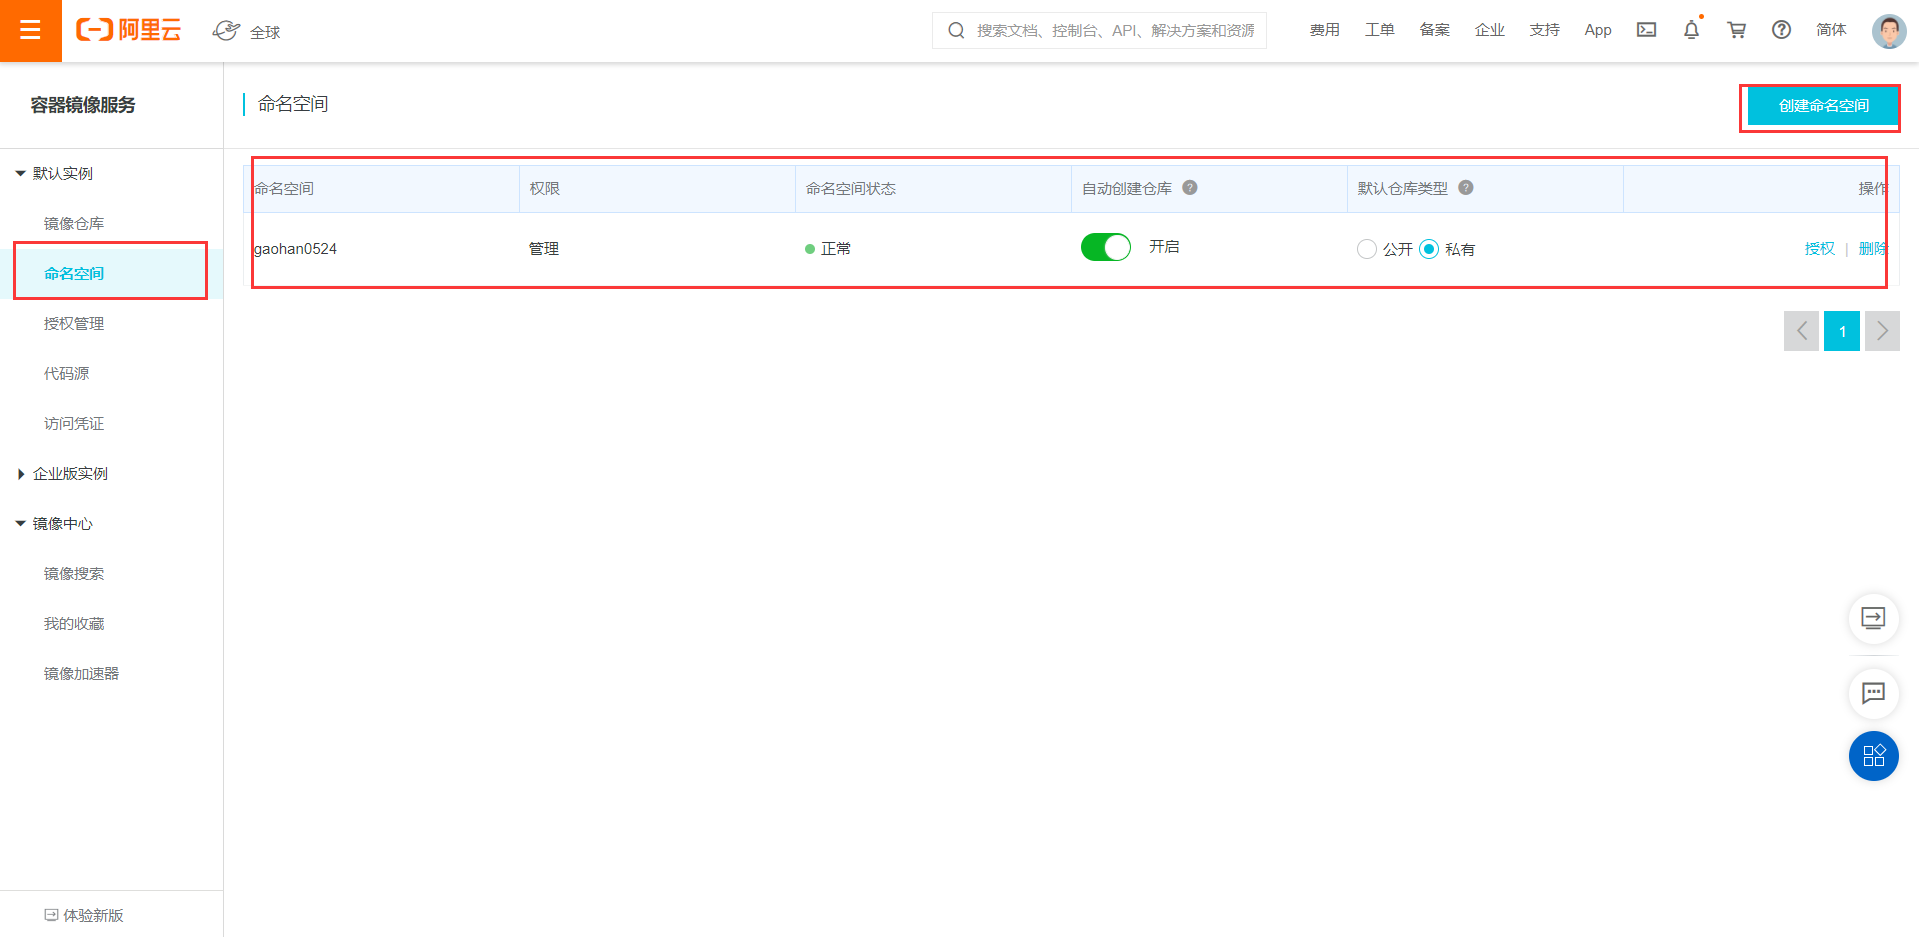 阿里云
全球
搜索文档、控制台、API、解决方案和资源
费用 工单 备案 企业 支持 App 简体
容器镜像服务
默认实例
镜像仓库
命名空间
授权管理
代码源
访问凭证
企业版实例
镜像中心
镜像搜索
我的收藏
镜像加速器
体验新版
命名空间
创建命名空间
命名空间 权限 命名空间状态 自动创建仓库 ? 默认仓库类型 ? 操作
gaohan0524 管理 正常 开启 公开 私有 授权 | 删除
1